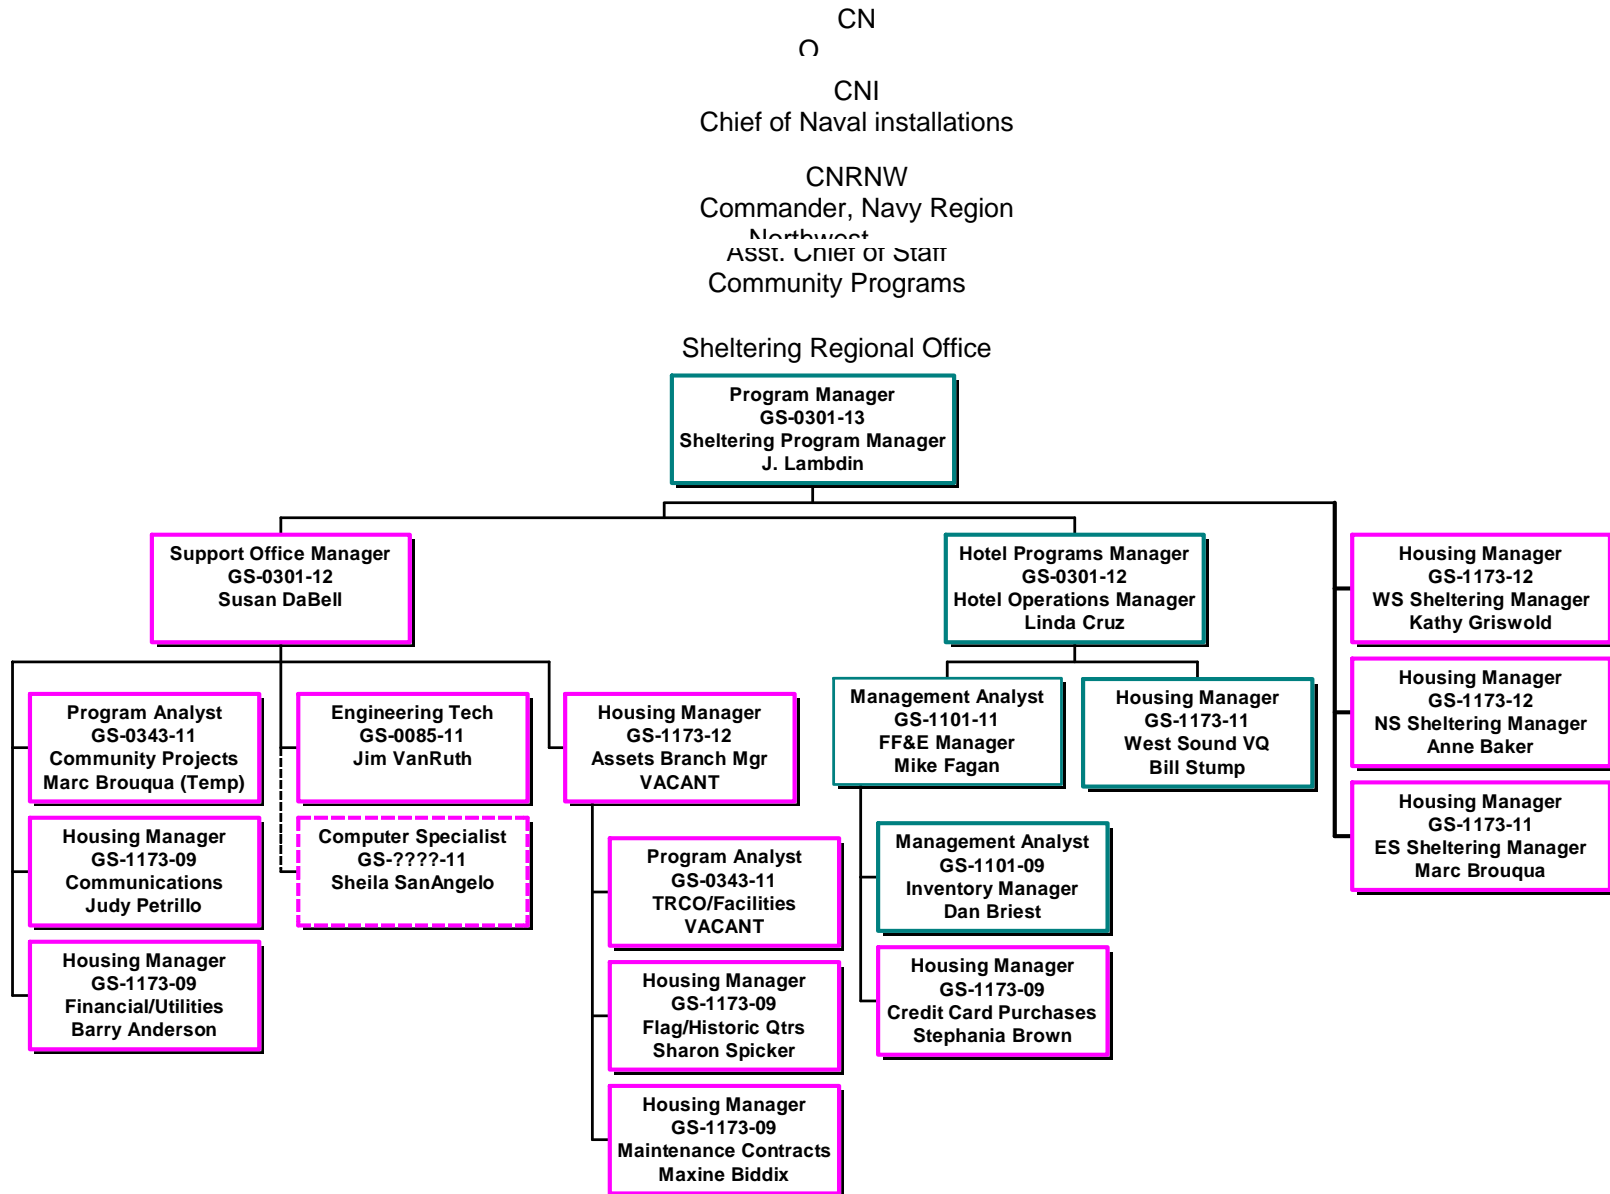 CN
O
CNI
Chief of Naval installations
CNRNW
Commander, Navy Region
Northwest
Asst. Chief of Staff
Community Programs
Sheltering Regional Office
Program Manager
GS-0301-13
Sheltering Program Manager
J. Lambdin
Support Office Manager
GS-0301-12
Susan DaBell
Hotel Programs Manager
GS-0301-12
Hotel Operations Manager
Linda Cruz
Housing Manager
GS-1173-12
WS Sheltering Manager
Kathy Griswold
Housing Manager
GS-1173-12
NS Sheltering Manager
Anne Baker
Housing Manager
GS-1173-11
ES Sheltering Manager
Marc Brouqua
Program Analyst
GS-0343-11
Community Projects
Marc Brouqua (Temp)
Housing Manager
GS-1173-09
Communications
Judy Petrillo
Housing Manager
GS-1173-09
Financial/Utilities
Barry Anderson
Engineering Tech
GS-0085-11
Jim VanRuth
Computer Specialist
GS-????-11
Sheila SanAngelo
Housing Manager
GS-1173-12
Assets Branch Mgr
VACANT
Program Analyst
GS-0343-11
TRCO/Facilities
VACANT
Housing Manager
GS-1173-09
Flag/Historic Qtrs
Sharon Spicker
Housing Manager
GS-1173-09
Maintenance Contracts
Maxine Biddix
Management Analyst
GS-1101-11
FF&E Manager
Mike Fagan
Management Analyst
GS-1101-09
Inventory Manager
Dan Briest
Housing Manager
GS-1173-09
Credit Card Purchases
Stephania Brown
Housing Manager
GS-1173-11
West Sound VQ
Bill Stump